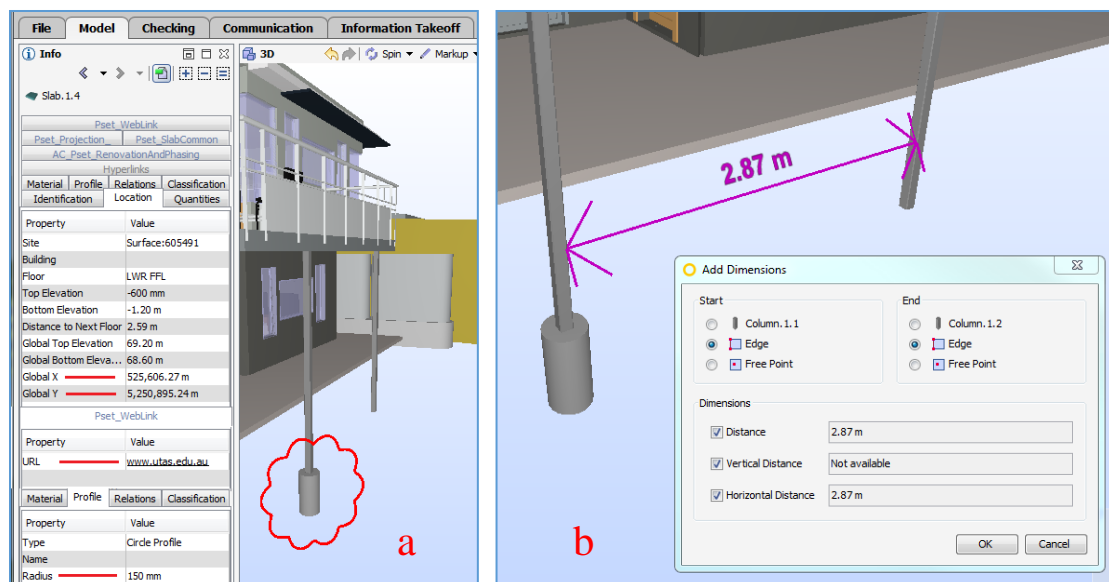 File Model Checking Communication Information Takeoff
Info
3D Spin Markup
Slab.1.4
Pset_WebLink
Pset_Projection_ Pset_SlabCommon
AC_Pset_RenovationAndPhasing
Hyperlinks
Material Profile Relations Classification
Identification Location Quantities
Property Value
Site Surface:605491
Building
Floor LWR FFL
Top Elevation -600 mm
Bottom Elevation -1.20 m
Distance to Next Floor 2.59 m
Global Top Elevation 69.20 m
Global Bottom Eleva... 68.60 m
Global X 525,606.27 m
Global Y 5,250,895.24 m
Pset_WebLink
Property Value
URL www.utas.edu.au
Material Profile Relations Classification
Property Value
Type Circle Profile
Name
Radius 150 mm
a
2.87 m
b
Add Dimensions
Start
Column.1.1
Edge
Free Point
End
Column.1.2
Edge
Free Point
Dimensions
Distance 2.87 m
Vertical Distance Not available
Horizontal Distance 2.87 m
OK Cancel